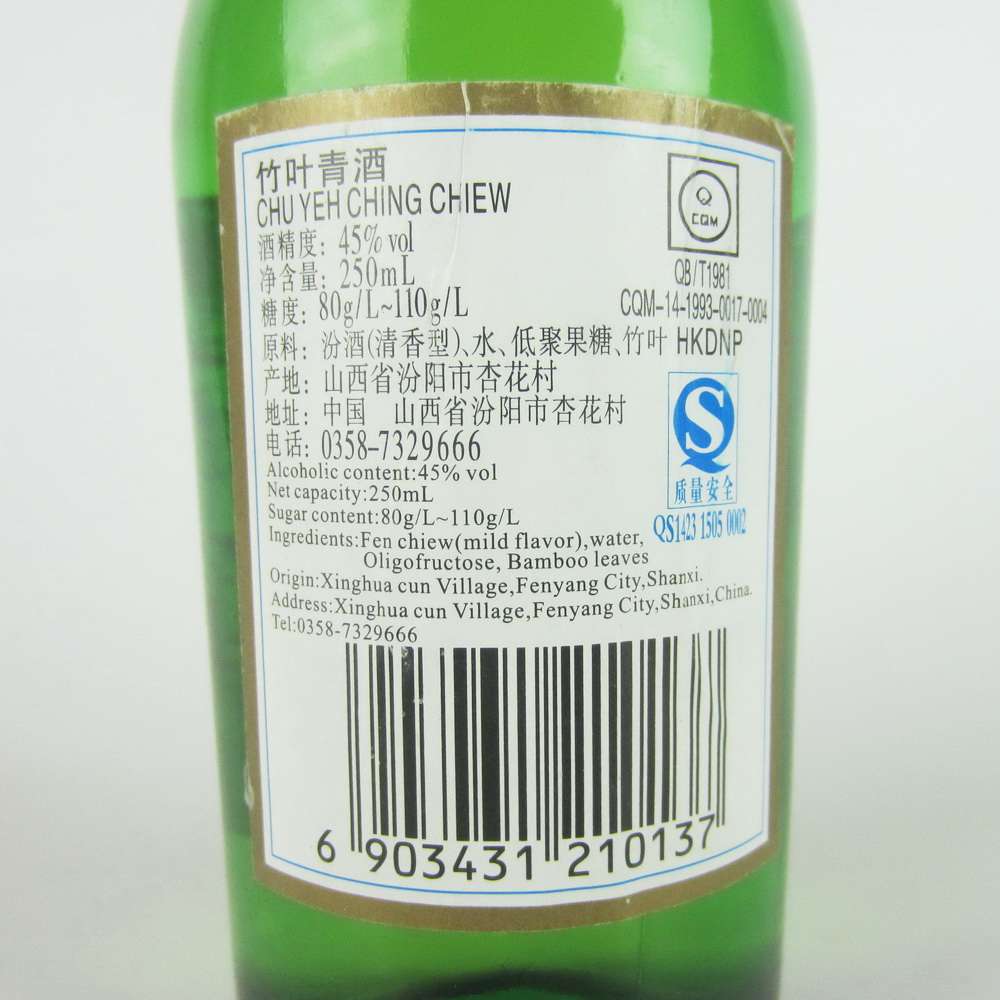 竹叶青酒
CHU YEH CHING CHIEW
酒精度: 45% vol
净含量: 250mL
糖度: 80g/L~110g/L
原料: 汾酒(清香型)、水、低聚果糖、竹叶 HKDNP
产地: 山西省汾阳市杏花村
地址: 中国 山西省汾阳市杏花村
电话: 0358-7329666
Alcoholic content:45% vol
Net capacity:250mL
Sugar content:80g/L~110g/L
Ingredients:Fen chiew(mild flavor),water,
Oligofructose, Bamboo leaves
Origin:Xinghua cun Village,Fenyang City,Shanxi.
Address:Xinghua cun Village,Fenyang City,Shanxi,China.
Tel:0358-7329666
Q
CQM
QB/T1981
CQM-14-1993-0017-0004
S
质量安全
QS1423 1505 0002
6 903431 210137